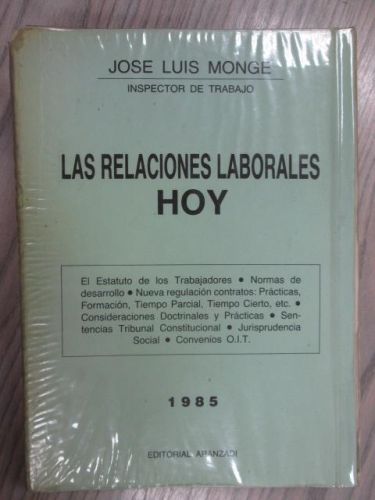 JOSE LUIS MONGE
INSPECTOR DE TRABAJO
LAS RELACIONES LABORALES
HOY
El Estatuto de los Trabajadores • Normas de
desarrollo • Nueva regulación contratos: Prácticas,
Formación, Tiempo Parcial, Tiempo Cierto, etc. •
Consideraciones Doctrinales y Prácticas • Sen-
tencias Tribunal Constitucional • Jurisprudencia
Social • Convenios O.I.T.
1985
EDITORIAL ARANZADI